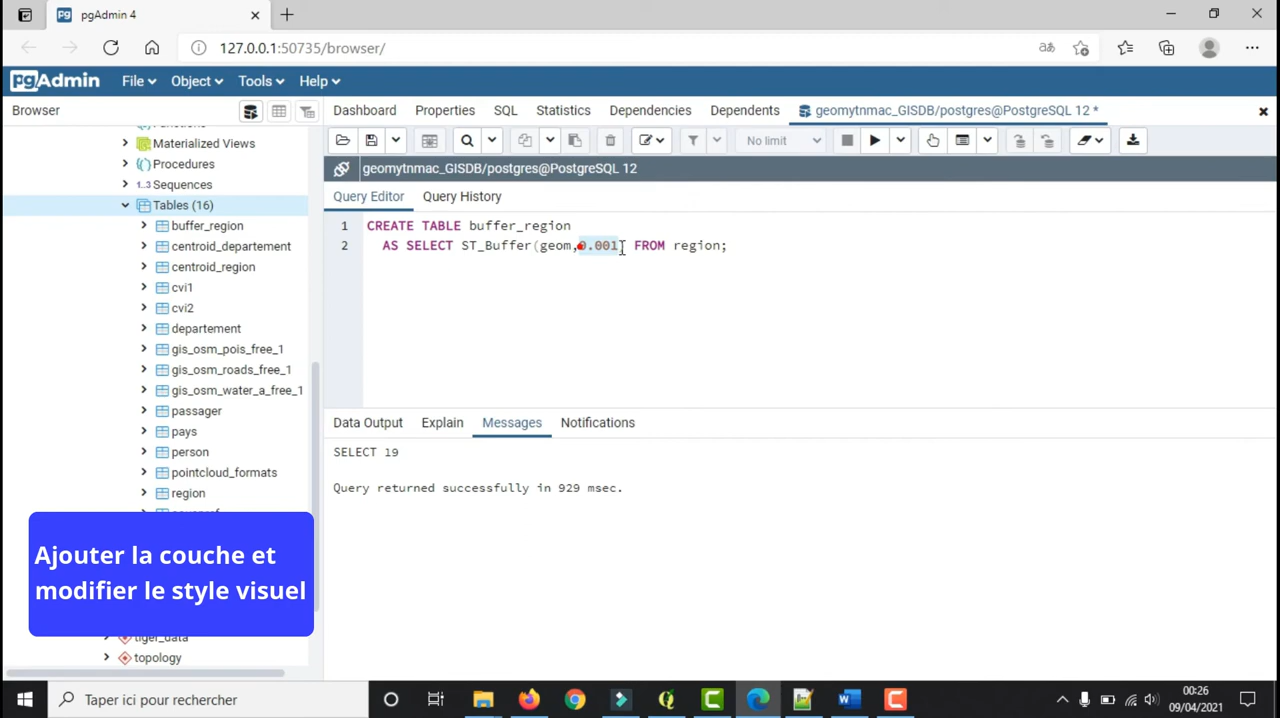 pgAdmin 4
127.0.0.1:50735/browser/
pgAdmin File Object Tools Help
Browser
Dashboard Properties SQL Statistics Dependencies Dependents geomytnmac_GISDB/postgres@PostgreSQL 12 *
No limit
geomytnmac_GISDB/postgres@PostgreSQL 12
Query Editor Query History
1 CREATE TABLE buffer_region
2 AS SELECT ST_Buffer(geom,0.001) FROM region;
Materialized Views
Procedures
1..3 Sequences
Tables (16)
buffer_region
centroid_departement
centroid_region
cvi1
cvi2
departement
gis_osm_pois_free_1
gis_osm_roads_free_1
gis_osm_water_a_free_1
passager
pays
person
pointcloud_formats
region
tiger_data
topology
Ajouter la couche et
modifier le style visuel
Data Output Explain Messages Notifications
SELECT 19
Query returned successfully in 929 msec.
Taper ici pour rechercher
00:26
09/04/2021